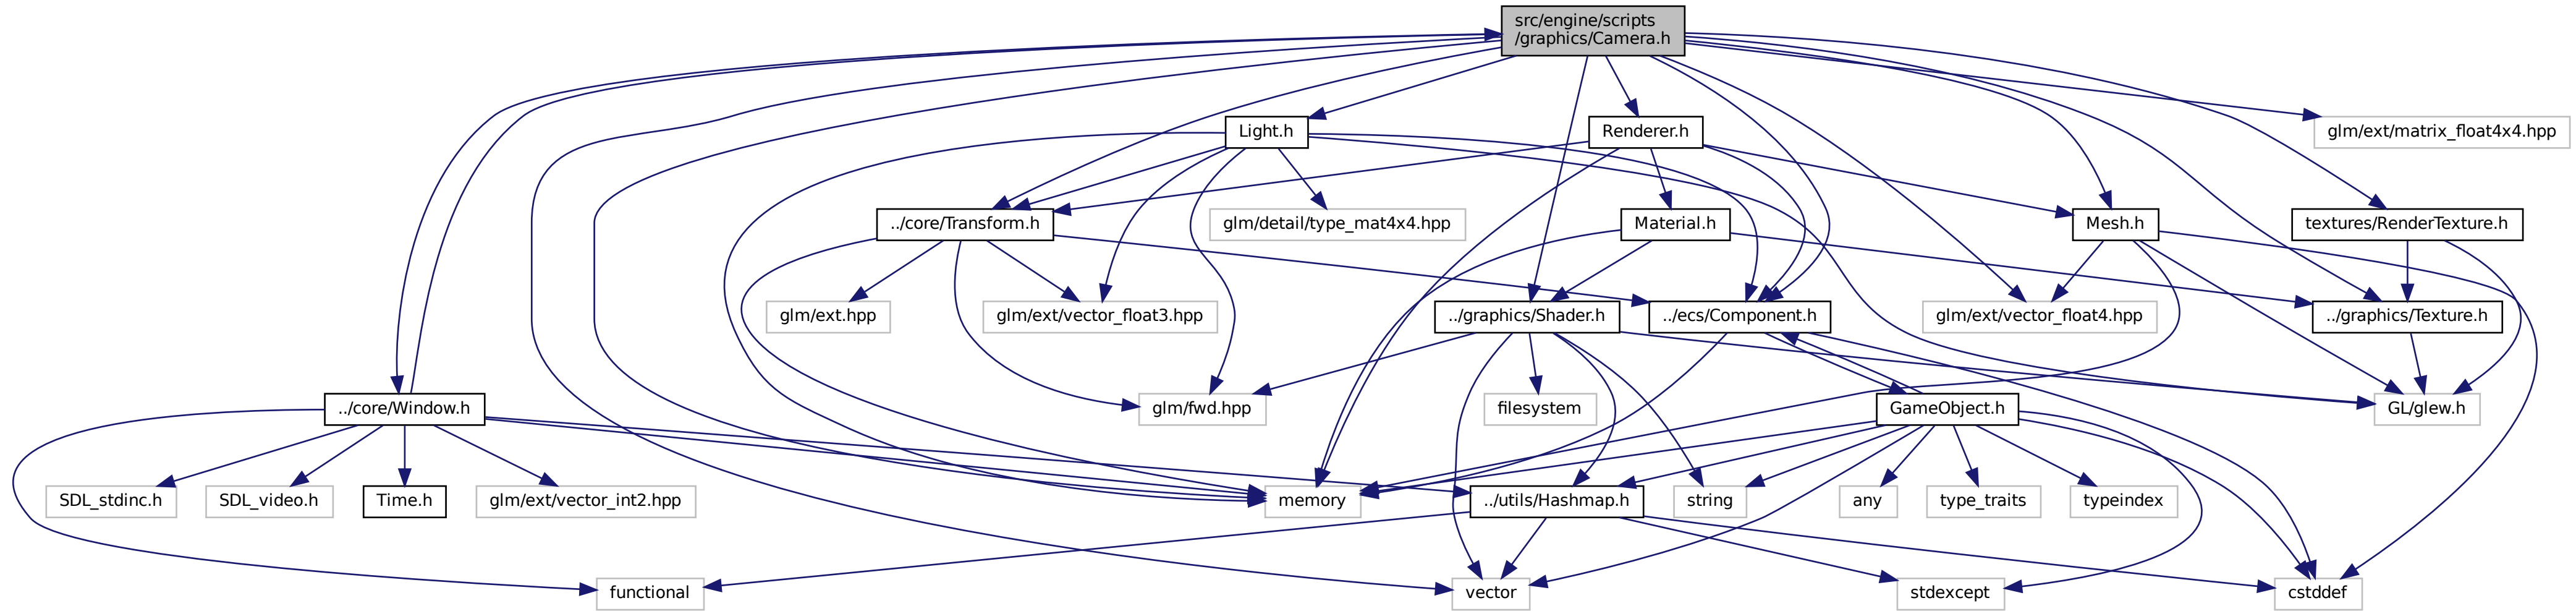 src/engine/scripts
/graphics/Camera.h
Light.h
Renderer.h
glm/ext/matrix_float4x4.hpp
../core/Transform.h
glm/detail/type_mat4x4.hpp
Material.h
Mesh.h
textures/RenderTexture.h
glm/ext.hpp
glm/ext/vector_float3.hpp
../graphics/Shader.h
../ecs/Component.h
glm/ext/vector_float4.hpp
../graphics/Texture.h
../core/Window.h
glm/fwd.hpp
filesystem
GameObject.h
GL/glew.h
SDL_stdinc.h
SDL_video.h
Time.h
glm/ext/vector_int2.hpp
memory
../utils/Hashmap.h
string
any
type_traits
typeindex
functional
vector
stdexcept
cstddef